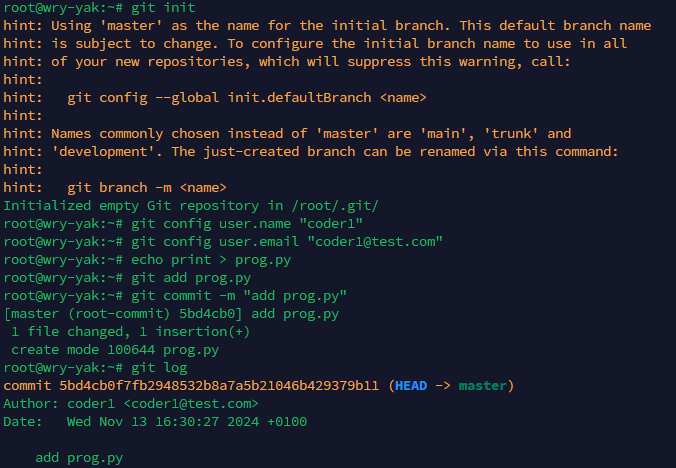 root@wry-yak:~# git init
hint: Using 'master' as the name for the initial branch. This default branch name
hint: is subject to change. To configure the initial branch name to use in all
hint: of your new repositories, which will suppress this warning, call:
hint:
hint:   git config --global init.defaultBranch <name>
hint:
hint: Names commonly chosen instead of 'master' are 'main', 'trunk' and
hint: 'development'. The just-created branch can be renamed via this command:
hint:
hint:   git branch -m <name>
Initialized empty Git repository in /root/.git/
root@wry-yak:~# git config user.name "coder1"
root@wry-yak:~# git config user.email "coder1@test.com"
root@wry-yak:~# echo print > prog.py
root@wry-yak:~# git add prog.py
root@wry-yak:~# git commit -m "add prog.py"
[master (root-commit) 5bd4cb0] add prog.py
 1 file changed, 1 insertion(+)
 create mode 100644 prog.py
root@wry-yak:~# git log
commit 5bd4cb0f7fb2948532b8a7a5b21046b429379b11 (HEAD -> master)
Author: coder1 <coder1@test.com>
Date:   Wed Nov 13 16:30:27 2024 +0100

    add prog.py